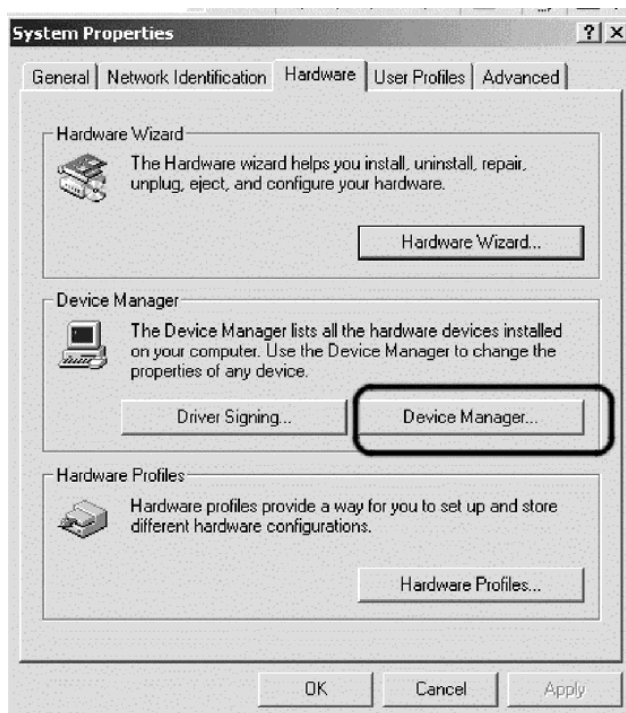 System Properties
? ×
General Network Identification Hardware User Profiles Advanced
Hardware Wizard
The Hardware wizard helps you install, uninstall, repair,
unplug, eject, and configure your hardware.
Hardware Wizard...
Device Manager
The Device Manager lists all the hardware devices installed
on your computer. Use the Device Manager to change the
properties of any device.
Driver Signing... Device Manager...
Hardware Profiles
Hardware profiles provide a way for you to set up and store
different hardware configurations.
Hardware Profiles...
OK Cancel Apply